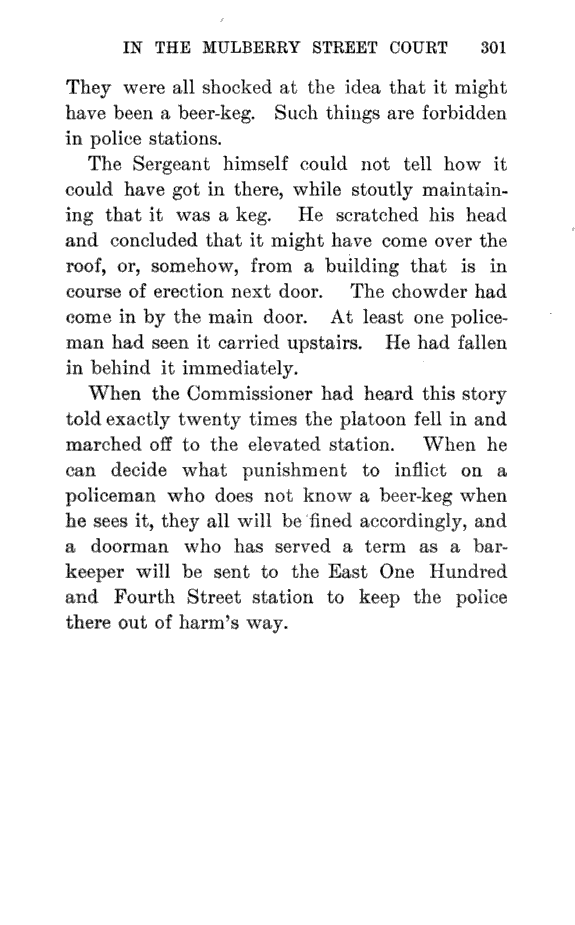 IN THE MULBERRY STREET COURT 301
They were all shocked at the idea that it might
have been a beer-keg. Such things are forbidden
in police stations.
The Sergeant himself could not tell how it
could have got in there, while stoutly maintain-
ing that it was a keg. He scratched his head
and concluded that it might have come over the
roof, or, somehow, from a building that is in
course of erection next door. The chowder had
come in by the main door. At least one police-
man had seen it carried upstairs. He had fallen
in behind it immediately.
When the Commissioner had heard this story
told exactly twenty times the platoon fell in and
marched off to the elevated station. When he
can decide what punishment to inflict on a
policeman who does not know a beer-keg when
he sees it, they all will be fined accordingly, and
a doorman who has served a term as a bar-
keeper will be sent to the East One Hundred
and Fourth Street station to keep the police
there out of harm's way.